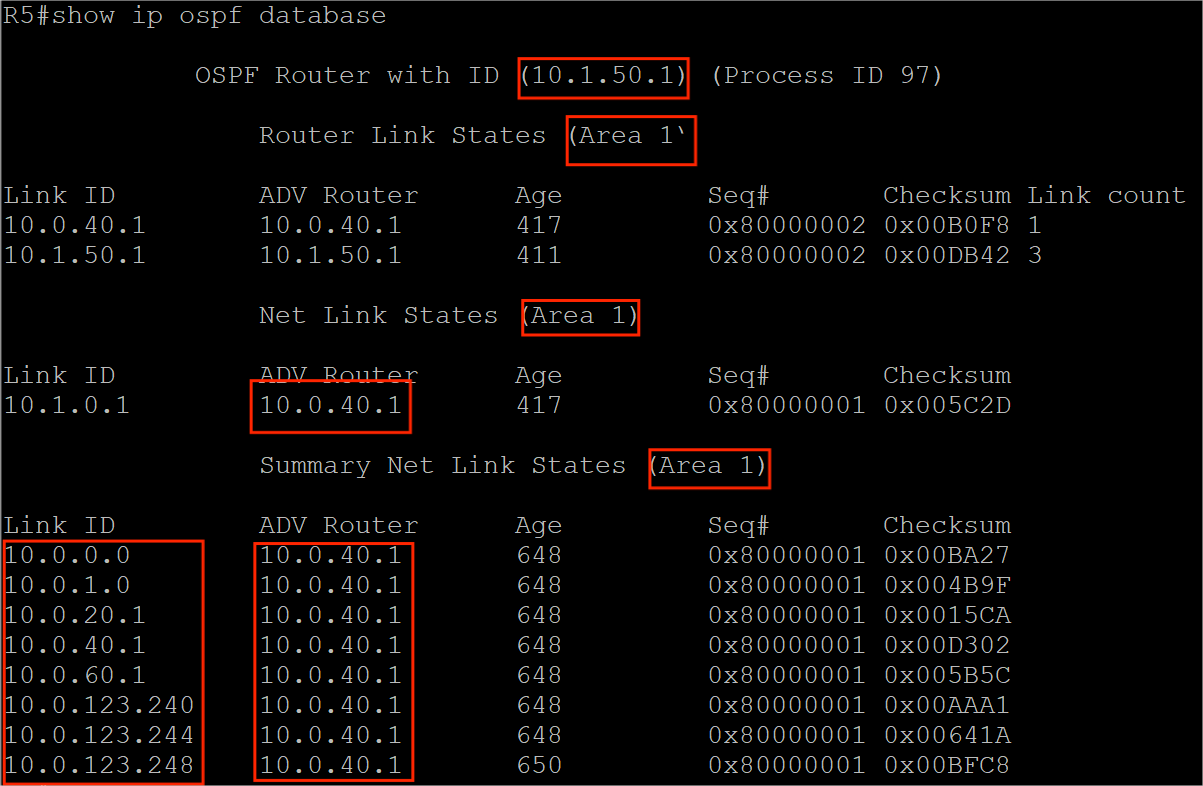 R5#show ip ospf database
OSPF Router with ID (10.1.50.1) (Process ID 97)
Router Link States (Area 1)
Link ID ADV Router Age Seq# Checksum Link count
10.0.40.1 10.0.40.1 417 0x80000002 0x00B0F8 1
10.1.50.1 10.1.50.1 411 0x80000002 0x00DB42 3
Net Link States (Area 1)
Link ID ADV Router Age Seq# Checksum
10.1.0.1 10.0.40.1 417 0x80000001 0x005C2D
Summary Net Link States (Area 1)
Link ID ADV Router Age Seq# Checksum
10.0.0.0 10.0.40.1 648 0x80000001 0x00BA27
10.0.1.0 10.0.40.1 648 0x80000001 0x004B9F
10.0.20.1 10.0.40.1 648 0x80000001 0x0015CA
10.0.40.1 10.0.40.1 648 0x80000001 0x00D302
10.0.60.1 10.0.40.1 648 0x80000001 0x005B5C
10.0.123.240 10.0.40.1 648 0x80000001 0x00AAA1
10.0.123.244 10.0.40.1 648 0x80000001 0x00641A
10.0.123.248 10.0.40.1 650 0x80000001 0x00BFC8